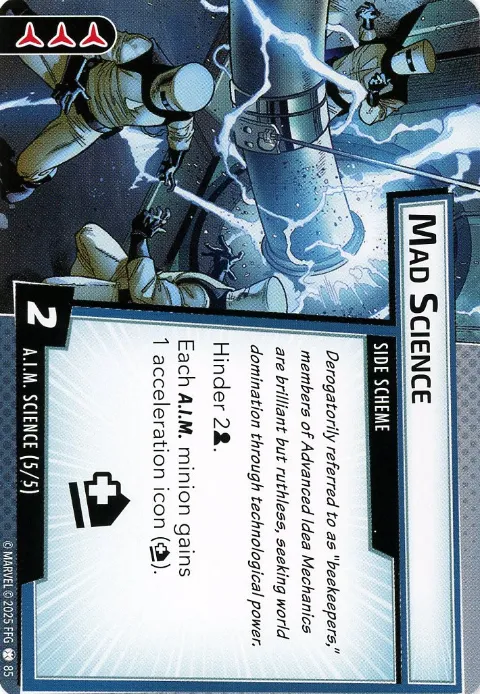 MAD SCIENCE
SIDE SCHEME
Derogatorily referred to as "beekeepers,"
members of Advanced Idea Mechanics
are brilliant but ruthless, seeking world
domination through technological power.
Hinder 2.
Each A.I.M. minion gains
1 acceleration icon ( ).
2
A.I.M. SCIENCE (5/5)
© MARVEL © 2025 FFG 85